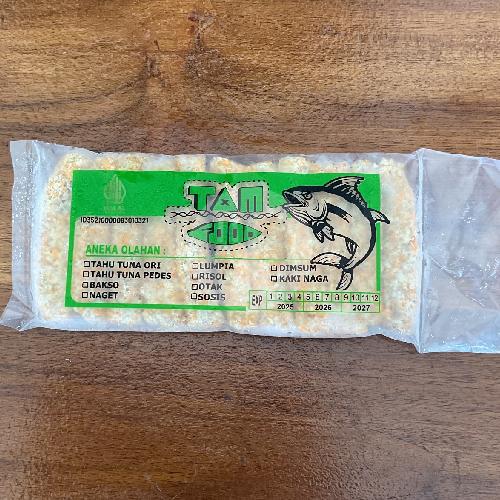 TAM
FOOD
ID35210000083010321
ANEKA OLAHAN :
TAHU TUNA ORI
TAHU TUNA PEDES
BAKSO
NAGET
LUMPIA
RISOL
OTAK
SOSIS
DIMSUM
KAKI NAGA
EXP
1 2 3 4 5 6 7 8 9 10 11 12
2025 2026 2027